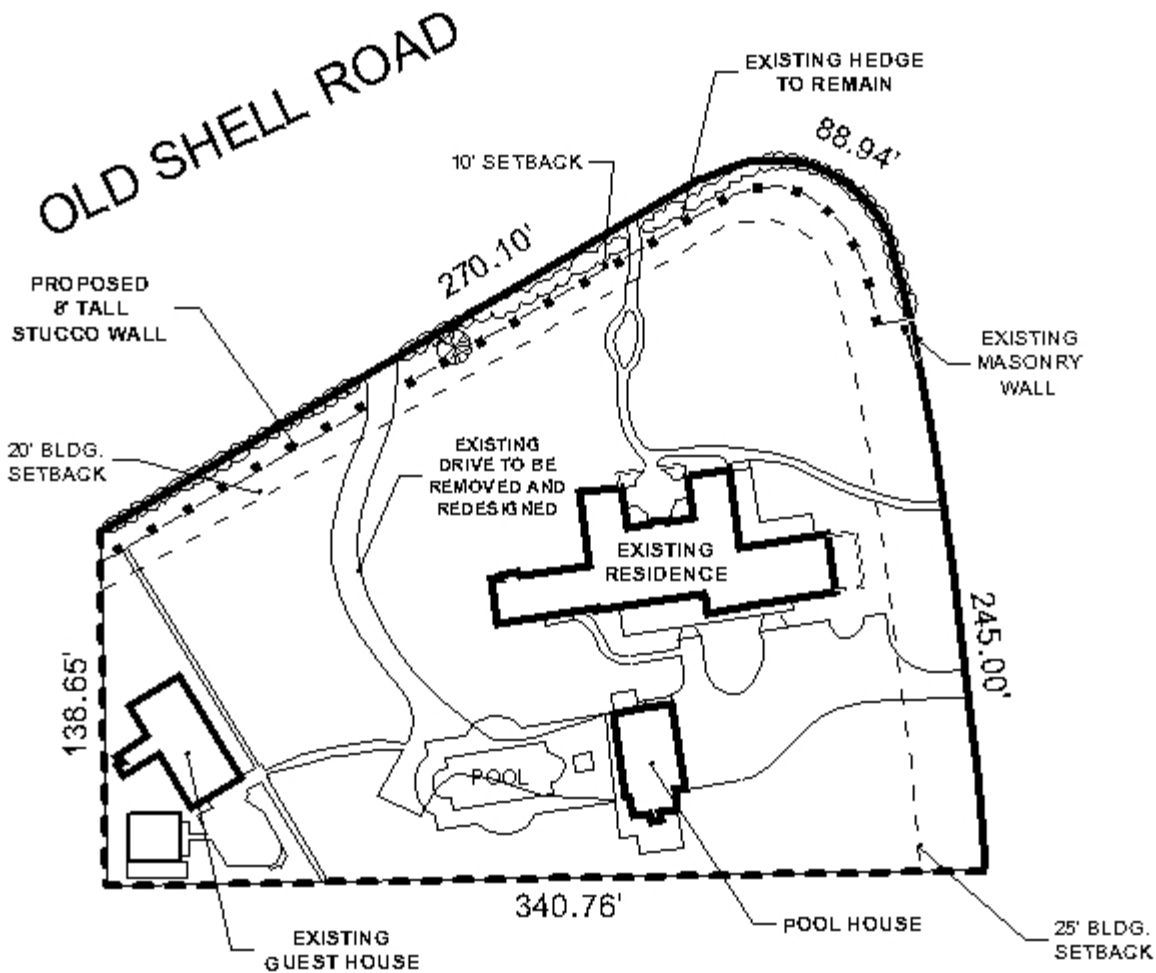 OLD SHELL ROAD
EXISTING HEDGE
TO REMAIN
88.94'
10' SETBACK
270.10'
PROPOSED
8' TALL
STUCCO WALL
EXISTING
MASONRY
WALL
20' BLDG.
SETBACK
EXISTING
DRIVE TO BE
REMOVED AND
REDESIGNED
EXISTING
RESIDENCE
245.00'
138.65'
POOL
340.76'
POOL HOUSE
25' BLDG.
SETBACK
EXISTING
GUEST HOUSE